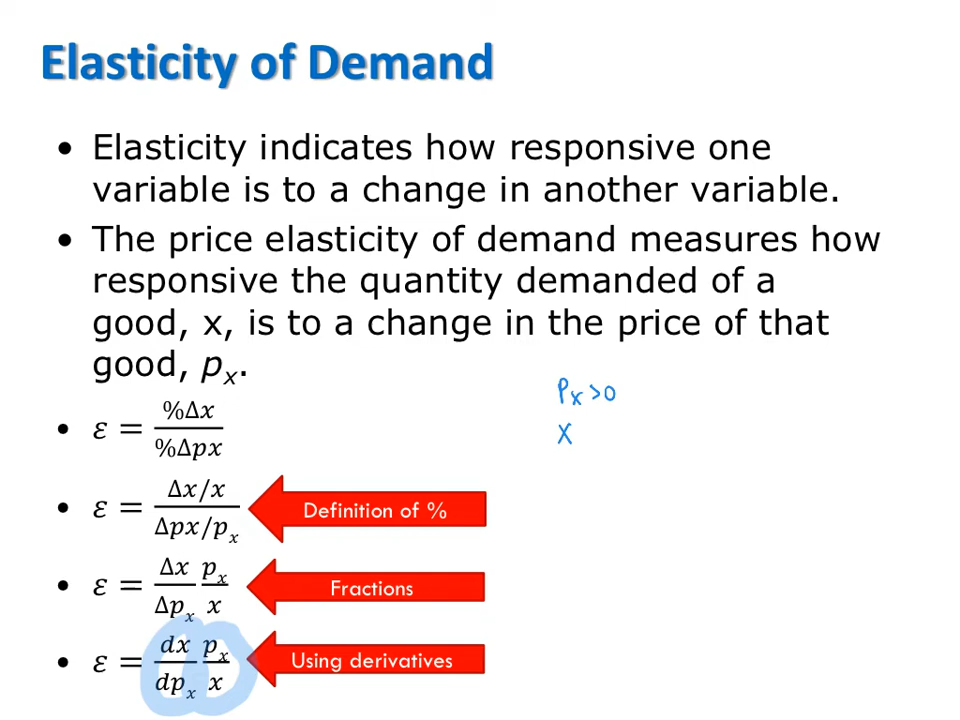 Elasticity of Demand
• Elasticity indicates how responsive one
variable is to a change in another variable.
• The price elasticity of demand measures how
responsive the quantity demanded of a
good, x, is to a change in the price of that
good, pₓ.
Pₓ >0
X
• ε = %Δx / %Δpx
• ε = Δx/x / Δpx/pₓ
Definition of %
• ε = Δx/Δpₓ pₓ/x
Fractions
• ε = dx/dpₓ pₓ/x
Using derivatives